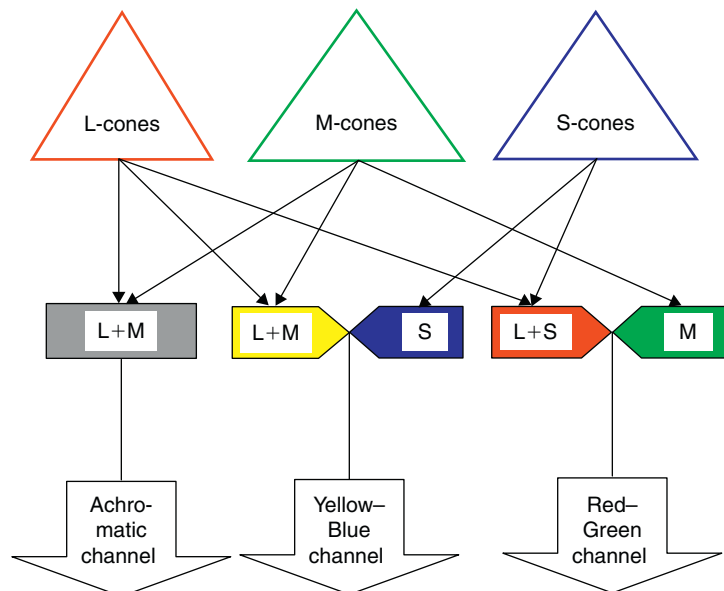 L-cones
M-cones
S-cones
L+M
L+M
S
L+S
M
Achro-
matic
channel
Yellow–
Blue
channel
Red–
Green
channel